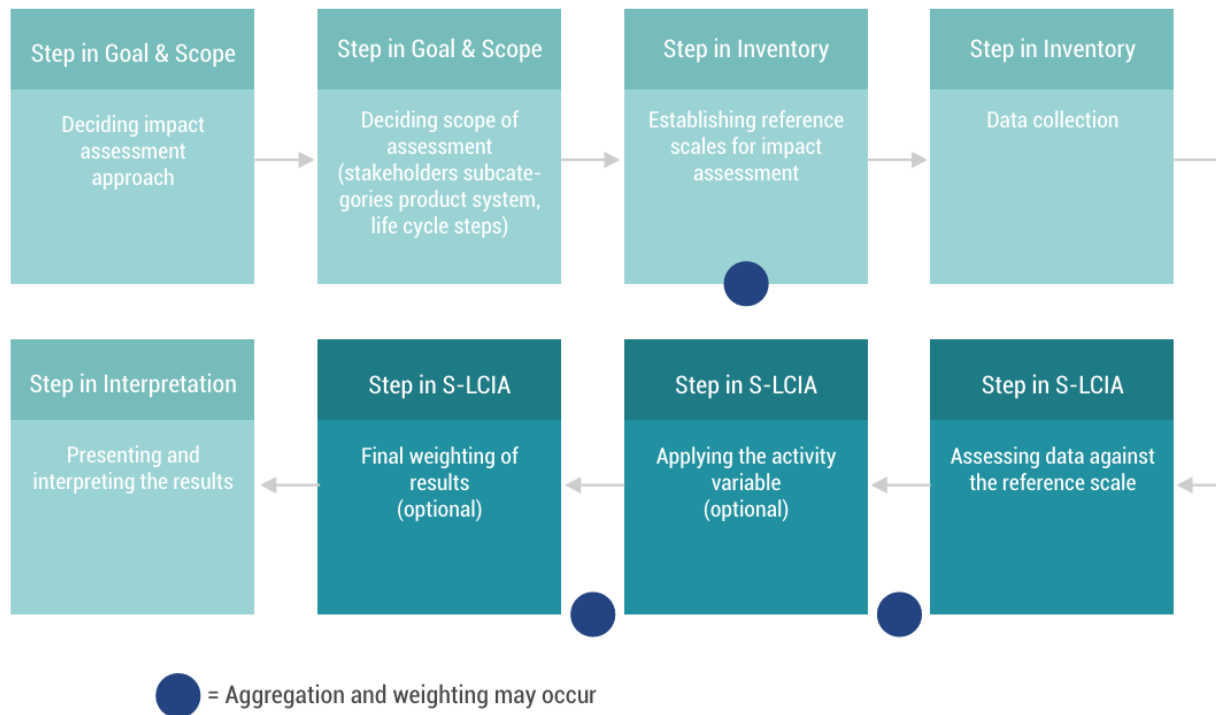 Step in Goal & Scope
Deciding impact
assessment
approach
Step in Goal & Scope
Deciding scope of
assessment
(stakeholders subcate-
gories product system,
life cycle steps)
Step in Inventory
Establishing reference
scales for impact
assessment
Step in Inventory
Data collection
Step in Interpretation
Presenting and
interpreting the results
Step in S-LCIA
Final weighting of
results
(optional)
Step in S-LCIA
Applying the activity
variable
(optional)
Step in S-LCIA
Assessing data against
the reference scale
= Aggregation and weighting may occur